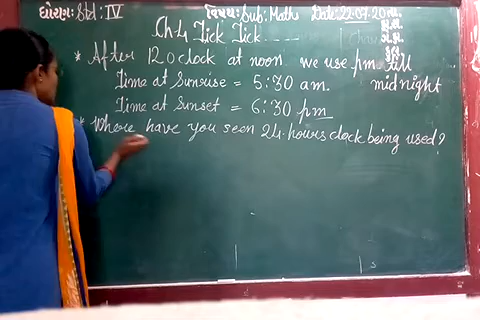 ધોરણ: Std: IV વિષય: Sub: Maths Date: 22.07.20
Ch-4 Tick Tick....
* After 12 0 clock at noon we use pm till
midnight
Time at Sunrise = 5:30 am.
Time at Sunset = 6:30 pm
* Where have you seen 24. hours clock being used?